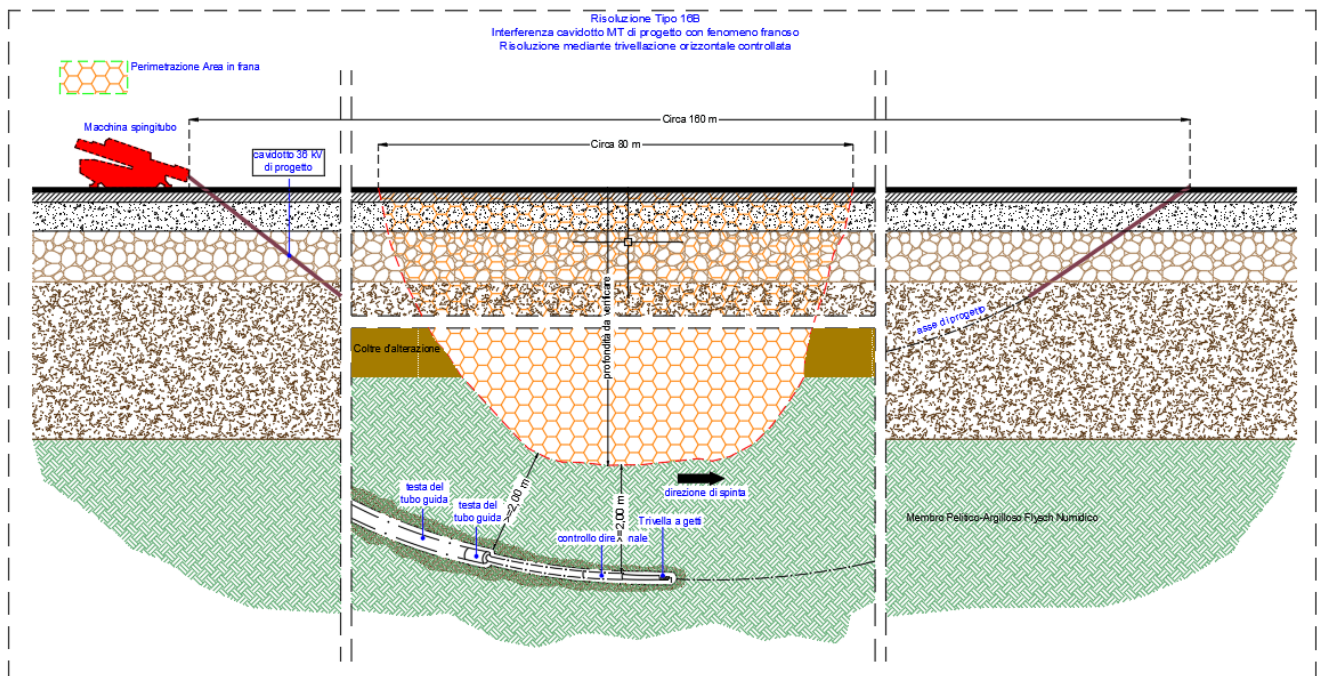 Risoluzione Tipo 16B
Interferenza cavidotto MT di progetto con fenomeno franoso
Risoluzione mediante trivellazione orizzontale controllata
Perimetrazione Area in frana
Macchina spingitubo
Circa 160 m
Circa 80 m
cavidotto 36 kV
di progetto
profondità da verificare
asse di progetto
Coltre d'alterazione
direzione di spinta
testa del
tubo guida
testa del
tubo guida
>=2,00 m
>=2,00 m
Trivella a getti
controllo dire nale
Membro Pelitico-Argilloso Flysch Numidico